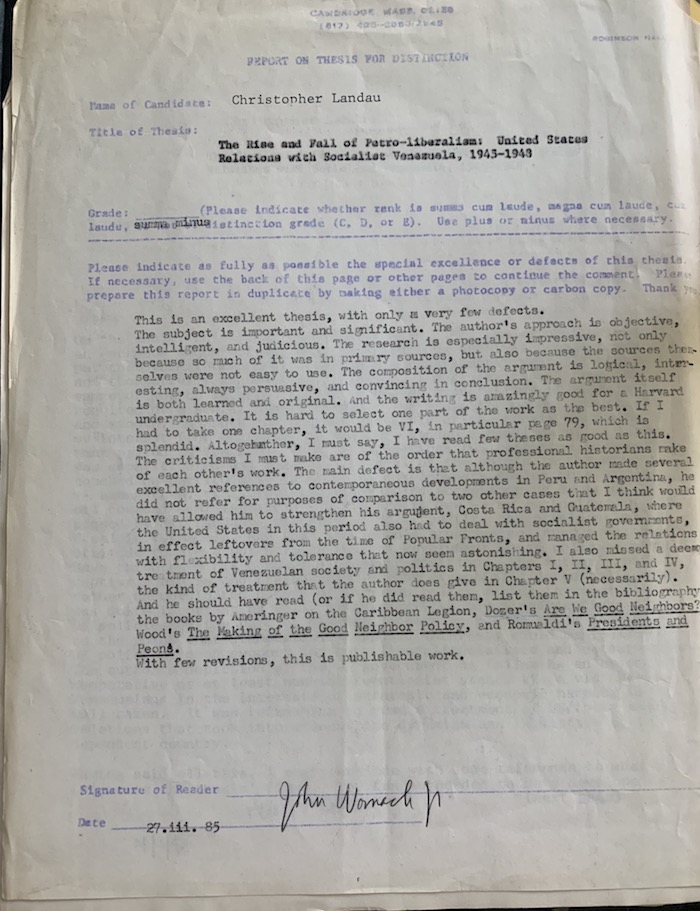 CAMBRIDGE, MASS. 02138
(617) 495-
ROBINSON HALL
REPORT ON THESIS FOR DISTINCTION
Name of Candidate: Christopher Landau
Title of Thesis:
The Rise and Fall of Petro-liberalism: United States
Relations with Socialist Venezuela, 1945-1948
Grade: (Please indicate whether rank is summa cum laude, magna cum laude, cum
laude, summa minus distinction grade (C, D, or E). Use plus or minus where necessary.
Please indicate as fully as possible the special excellence or defects of this thesis.
If necessary, use the back of this page or other pages to continue the comment. Please
prepare this report in duplicate by making either a photocopy or carbon copy. Thank you
This is an excellent thesis, with only a very few defects.
The subject is important and significant. The author's approach is objective,
intelligent, and judicious. The research is especially impressive, not only
because so much of it was in primary sources, but also because the sources them-
selves were not easy to use. The composition of the argument is logical, inter-
esting, always persuasive, and convincing in conclusion. The argument itself
is both learned and original. And the writing is amazingly good for a Harvard
undergraduate. It is hard to select one part of the work as the best. If I
had to take one chapter, it would be VI, in particular page 79, which is
splendid. Altogehather, I must say, I have read few theses as good as this.
The criticisms I must make are of the order that professional historians make
of each other's work. The main defect is that although the author made several
excellent references to contemporaneous developments in Peru and Argentina, he
did not refer for purposes of comparison to two other cases that I think would
have allowed him to strengthen his argument, Costa Rica and Guatemala, where
the United States in this period also had to deal with socialist governments,
in effect leftovers from the time of Popular Fronts, and managed the relations
with flexibility and tolerance that now seem astonishing. I also missed a deeme
tre tment of Venezuelan society and politics in Chapters I, II, III, and IV,
the kind of treatment that the author does give in Chapter V (necessarily).
And he should have read (or if he did read them, list them in the bibliography
the books by Ameringer on the Caribbean Legion, Dozer's Are We Good Neighbors?
Wood's The Making of the Good Neighbor Policy, and Romualdi's Presidents and
Peons.
With few revisions, this is publishable work.
Signature of Reader John Womack Jr
Date 27.iii. 85